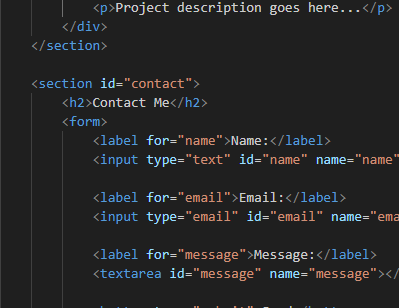 <p>Project description goes here...</p>
</div>
</section>
<section id="contact">
<h2>Contact Me</h2>
<form>
<label for="name">Name:</label>
<input type="text" id="name" name="name"
<label for="email">Email:</label>
<input type="email" id="email" name="ema
<label for="message">Message:</label>
<textarea id="message" name="message"></